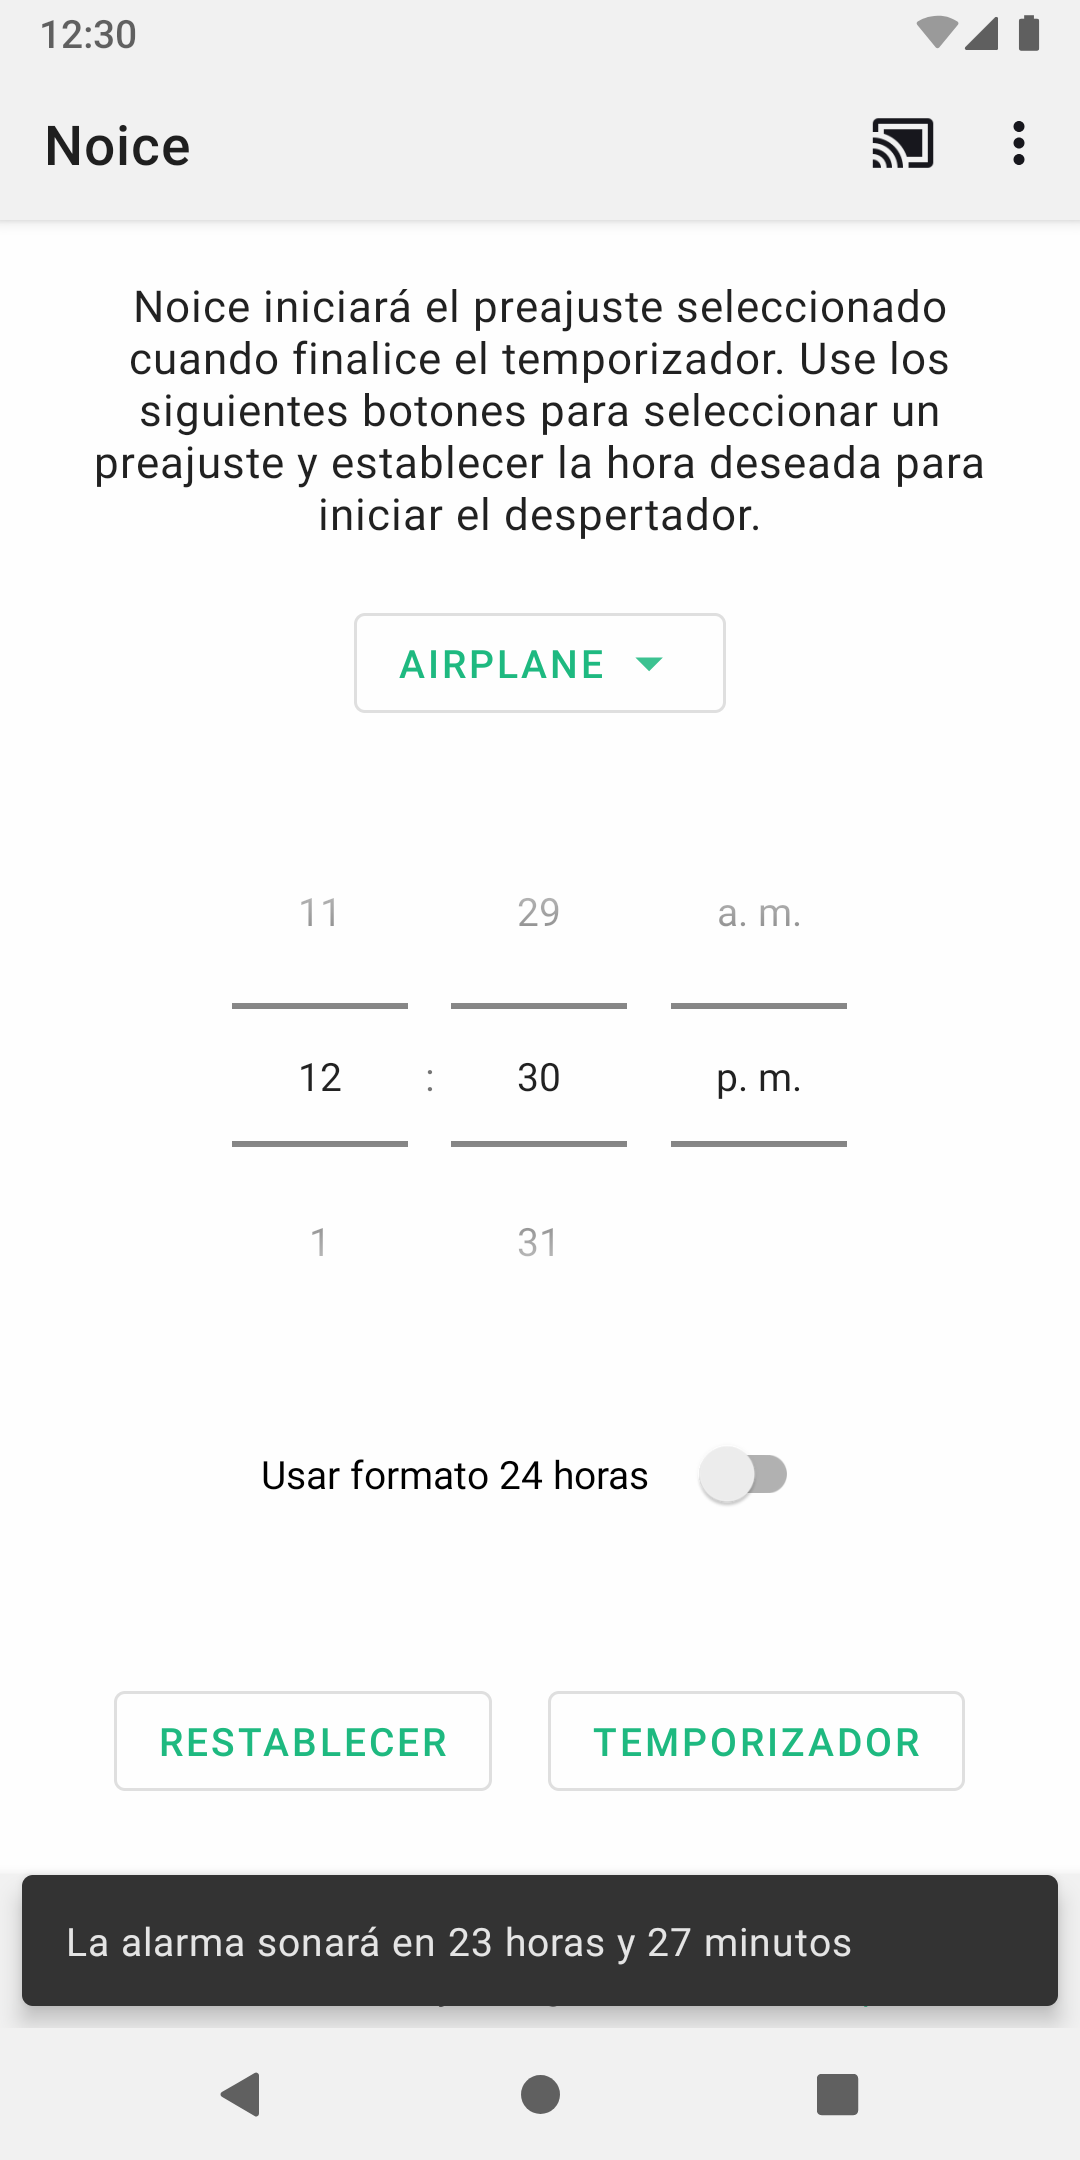 12:30
Noice
Noice iniciará el preajuste seleccionado
cuando finalice el temporizador. Use los
siguientes botones para seleccionar un
preajuste y establecer la hora deseada para
iniciar el despertador.
AIRPLANE
11 29 a. m.
12 : 30 p. m.
1 31
Usar formato 24 horas
RESTABLECER TEMPORIZADOR
La alarma sonará en 23 horas y 27 minutos